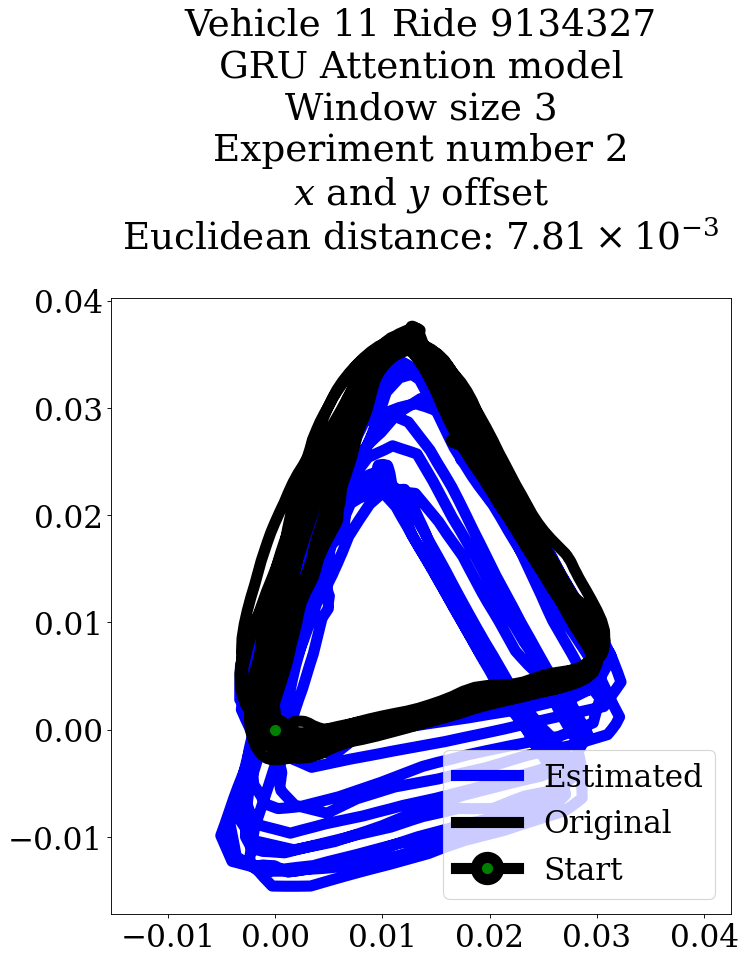 Vehicle 11 Ride 9134327
GRU Attention model
Window size 3
Experiment number 2
x and y offset
Euclidean distance: 7.81 × 10⁻³
0.04
0.03
0.02
0.01
0.00
−0.01
Estimated
Original
Start
−0.01 0.00 0.01 0.02 0.03 0.04